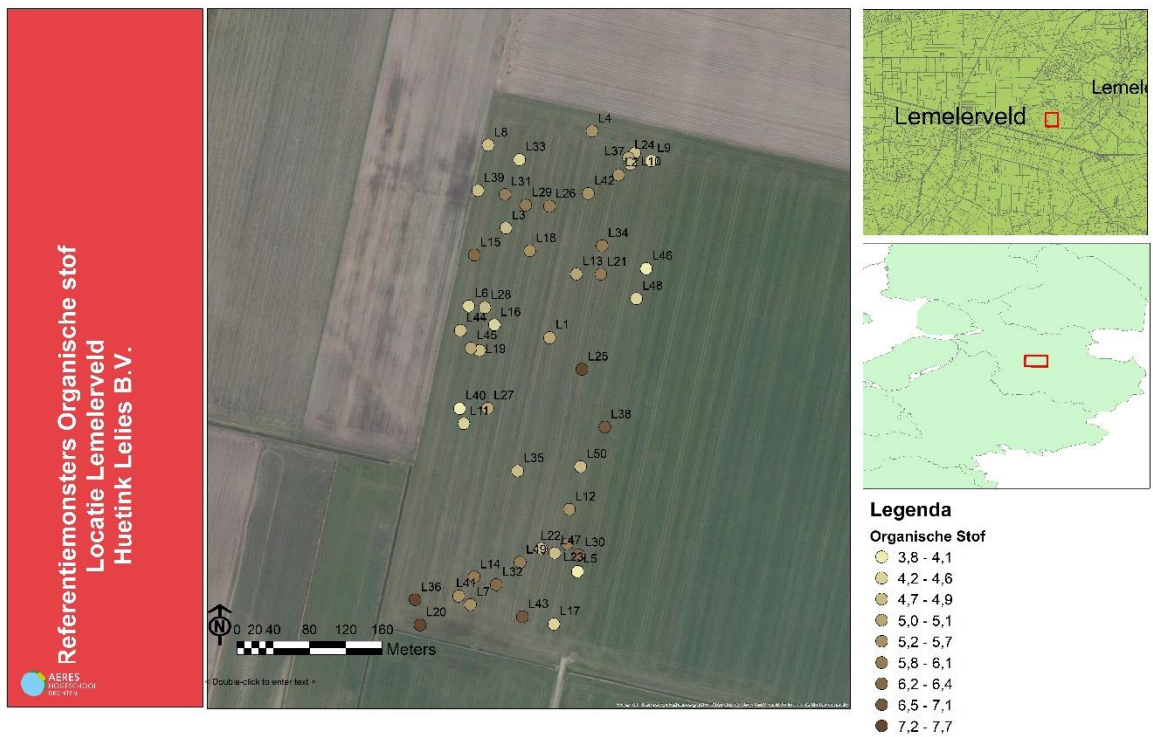 Referentiemonsters Organische stof
Locatie Lemelerveld
Huetink Lelies B.V.
AERES
HOGESCHOOL
DRONTEN
L4
L8
L33
L37
L24
L9
L2
L10
L39
L31
L29
L26
L42
L3
L18
L34
L15
L13
L21
L46
L48
L6
L28
L16
L44
L45
L19
L1
L25
L40
L27
L11
L38
L35
L50
L12
L22
L47
L30
L49
L23
L5
L14
L32
L41
L7
L36
L20
L43
L17
N
0 20 40 80 120 160
Meters
< Double-click to enter text >
Lemelerveld
Lemele
Legenda
Organische Stof
3,8 - 4,1
4,2 - 4,6
4,7 - 4,9
5,0 - 5,1
5,2 - 5,7
5,8 - 6,1
6,2 - 6,4
6,5 - 7,1
7,2 - 7,7